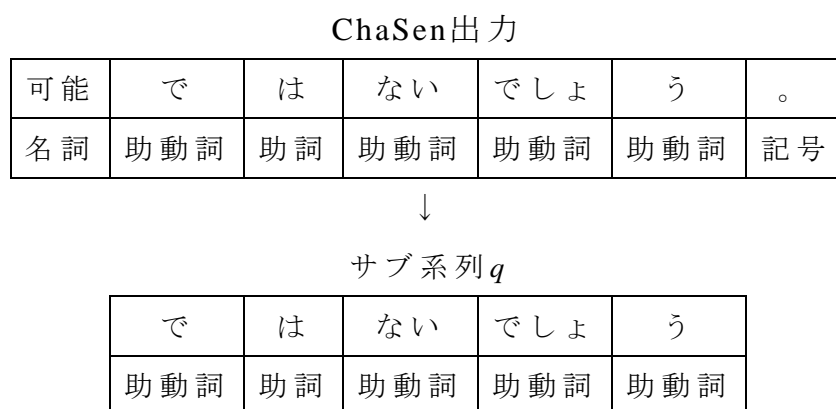 ChaSen出力
可能 で は ない でしょ う 。
名詞 助動詞 助詞 助動詞 助動詞 助動詞 記号
↓
サブ系列q
で は ない でしょ う
助動詞 助詞 助動詞 助動詞 助動詞